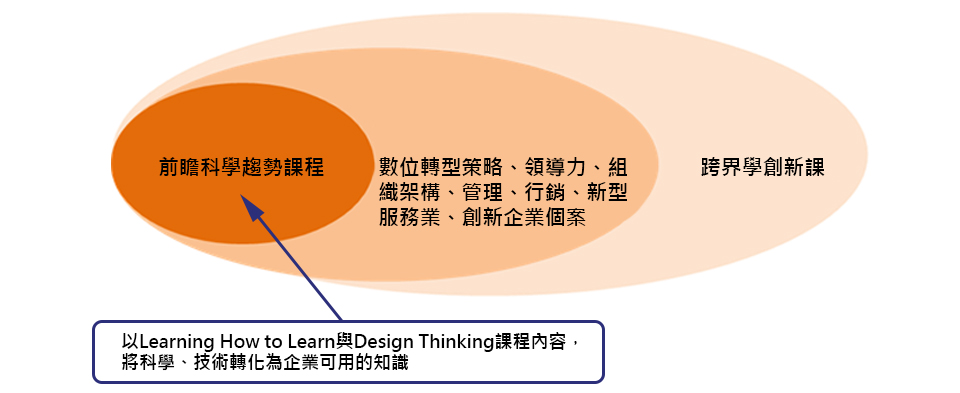 前瞻科學趨勢課程
數位轉型策略、領導力、組
織架構、管理、行銷、新型
服務業、創新企業個案
跨界學創新課
以Learning How to Learn與Design Thinking課程內容，
將科學、技術轉化為企業可用的知識